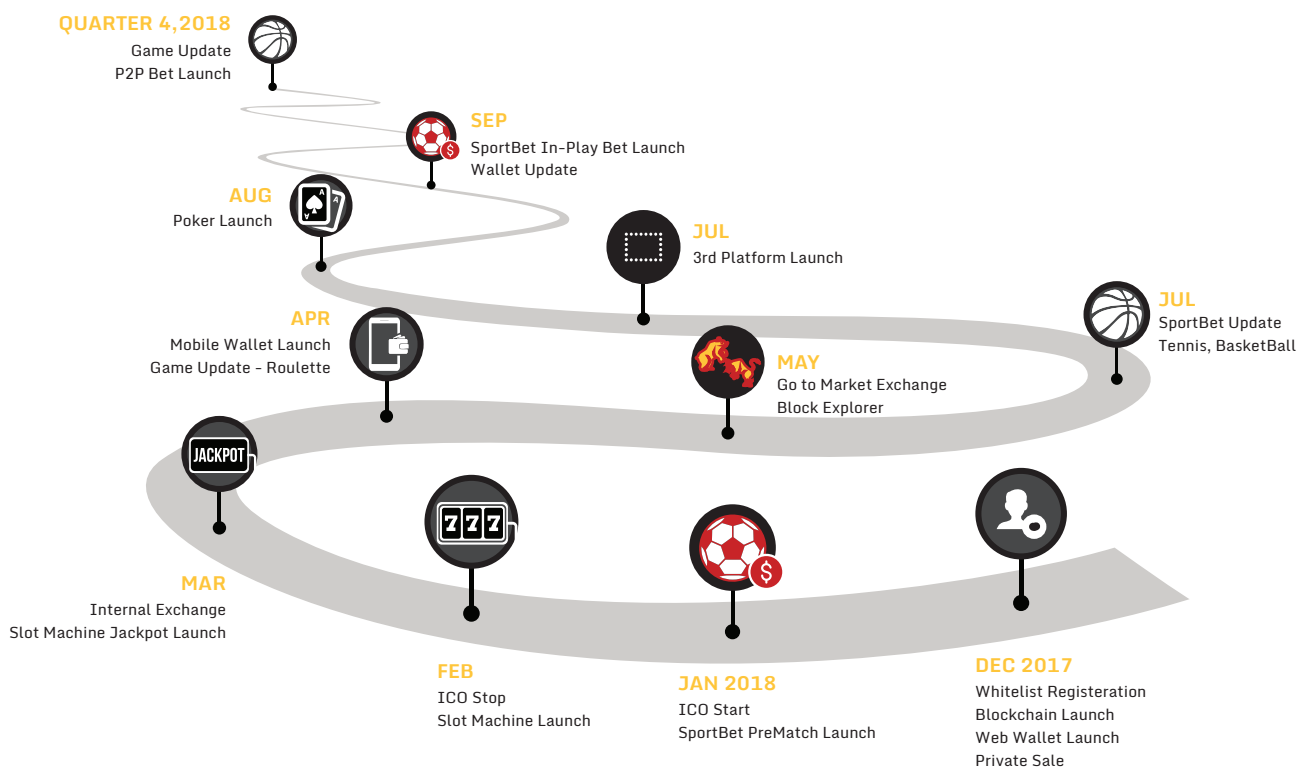 QUARTER 4,2018
Game Update
P2P Bet Launch
SEP
SportBet In-Play Bet Launch
Wallet Update
$
A
A
A
AUG
Poker Launch
JUL
3rd Platform Launch
JUL
SportBet Update
Tennis, BasketBall
APR
Mobile Wallet Launch
Game Update - Roulette
MAY
Go to Market Exchange
Block Explorer
JACKPOT
MAR
Internal Exchange
Slot Machine Jackpot Launch
777
FEB
ICO Stop
Slot Machine Launch
$
JAN 2018
ICO Start
SportBet PreMatch Launch
DEC 2017
Whitelist Registeration
Blockchain Launch
Web Wallet Launch
Private Sale